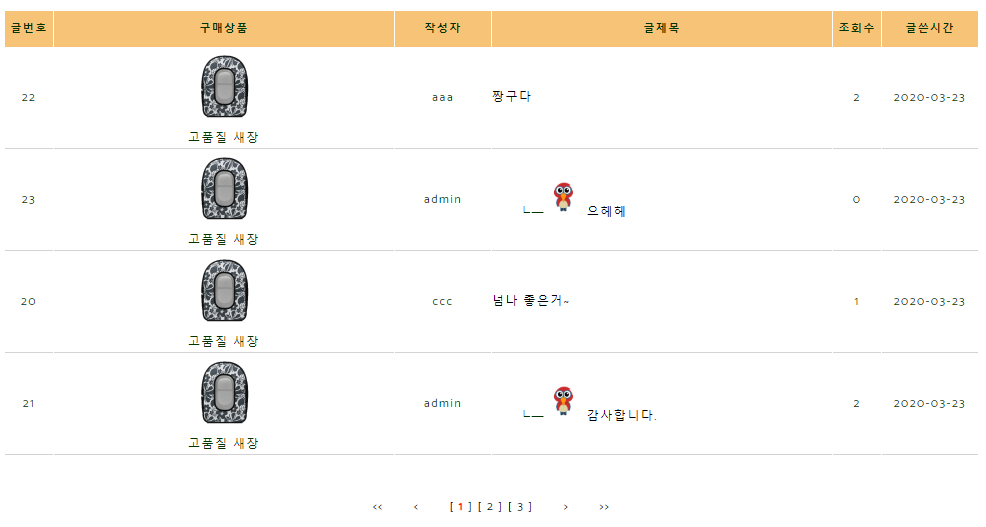 글번호 구매상품 작성자 글제목 조회수 글쓴시간
22 aaa 짱구다 2 2020-03-23
고품질 새장
23 admin ㄴ— 으헤헤 0 2020-03-23
고품질 새장
20 ccc 넘나 좋은거~ 1 2020-03-23
고품질 새장
21 admin ㄴ— 감사합니다. 2 2020-03-23
고품질 새장
<< < [ 1 ] [ 2 ] [ 3 ] > >>